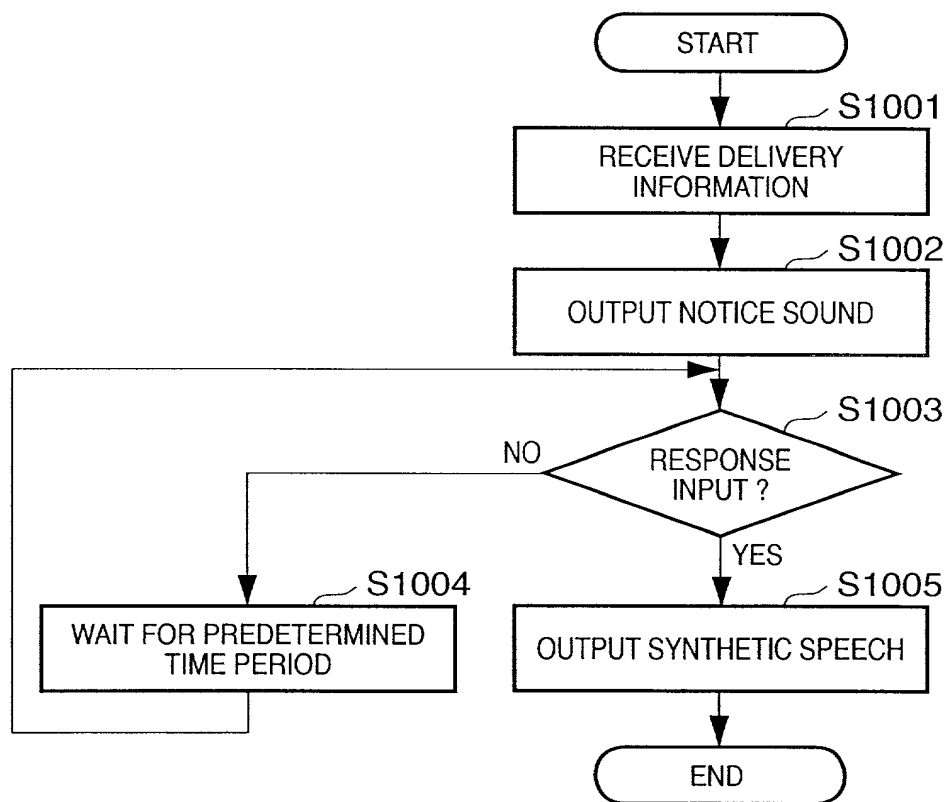 START
S1001
RECEIVE DELIVERY
INFORMATION
S1002
OUTPUT NOTICE SOUND
S1003
NO
RESPONSE
INPUT ?
YES
S1004
WAIT FOR PREDETERMINED
TIME PERIOD
S1005
OUTPUT SYNTHETIC SPEECH
END